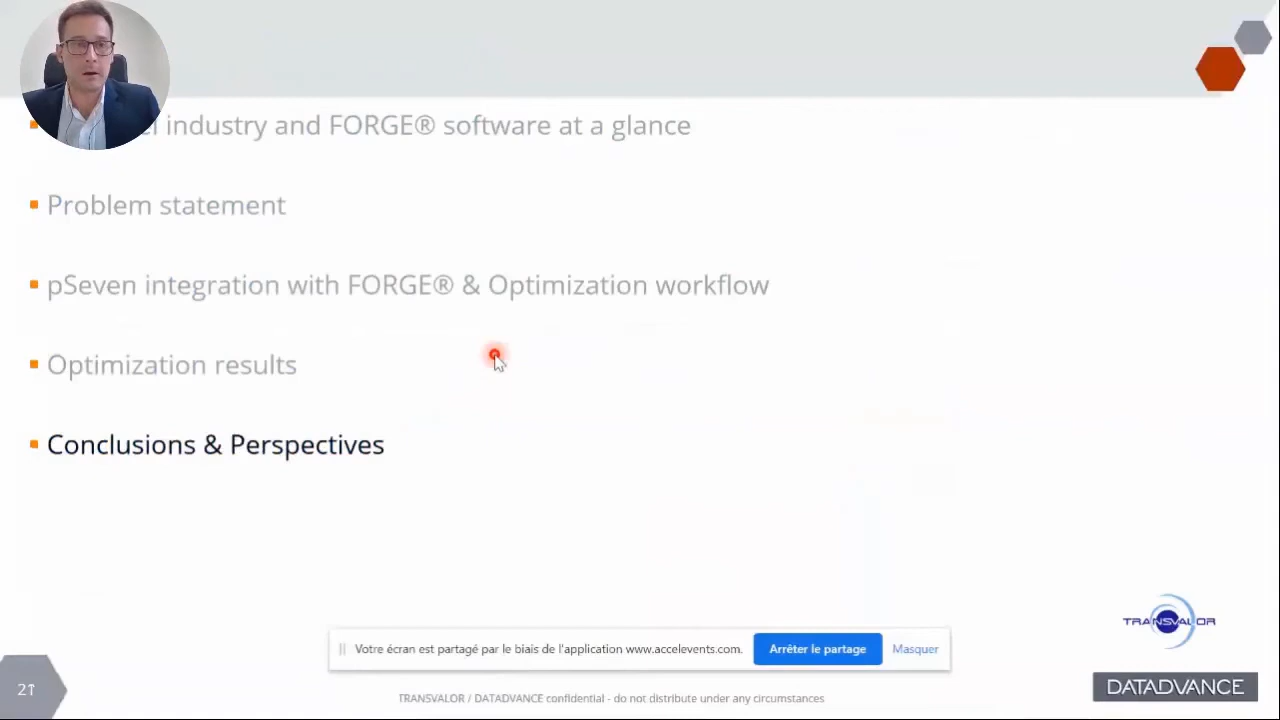 industry and FORGE® software at a glance
Problem statement
pSeven integration with FORGE® & Optimization workflow
Optimization results
Conclusions & Perspectives
Votre écran est partagé par le biais de l'application www.accelevents.com.
Arrêter le partage
Masquer
TRANSVALOR
DATADVANCE
21
TRANSVALOR / DATADVANCE confidential - do not distribute under any circumstances